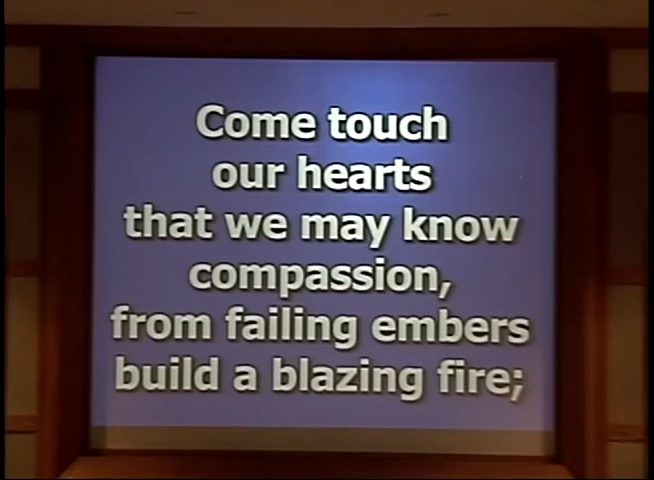 Come touch
our hearts
that we may know
compassion,
from failing embers
build a blazing fire;